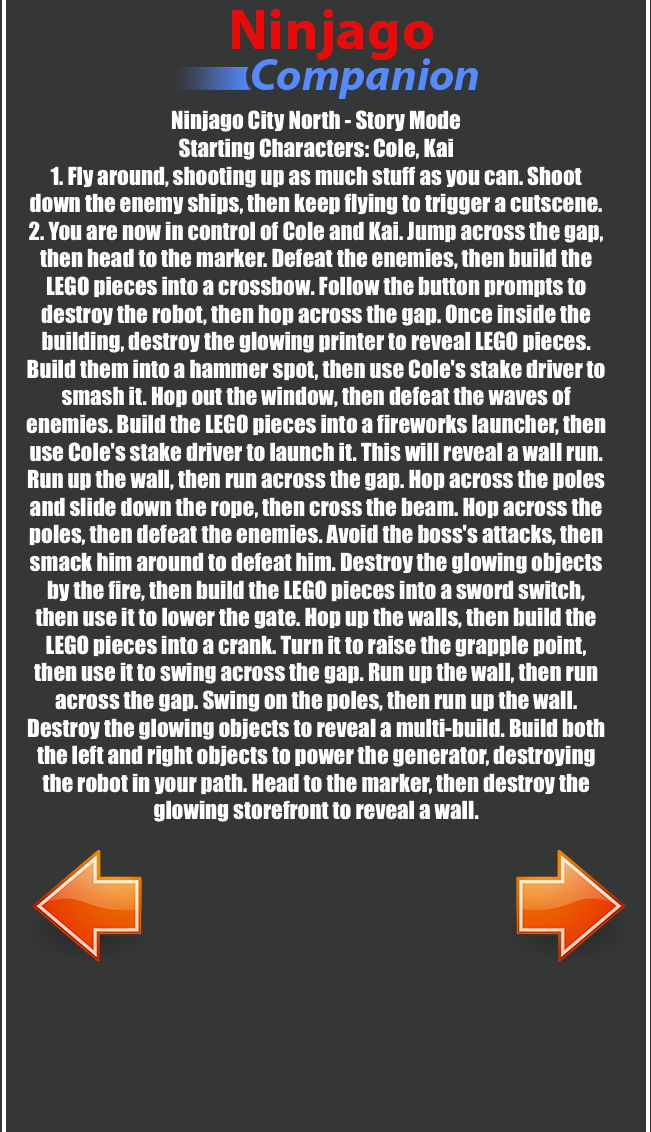 Ninjago
Companion
Ninjago City North - Story Mode
Starting Characters: Cole, Kai
1. Fly around, shooting up as much stuff as you can. Shoot
down the enemy ships, then keep flying to trigger a cutscene.
2. You are now in control of Cole and Kai. Jump across the gap,
then head to the marker. Defeat the enemies, then build the
LEGO pieces into a crossbow. Follow the button prompts to
destroy the robot, then hop across the gap. Once inside the
building, destroy the glowing printer to reveal LEGO pieces.
Build them into a hammer spot, then use Cole's stake driver to
smash it. Hop out the window, then defeat the waves of
enemies. Build the LEGO pieces into a fireworks launcher, then
use Cole's stake driver to launch it. This will reveal a wall run.
Run up the wall, then run across the gap. Hop across the poles
and slide down the rope, then cross the beam. Hop across the
poles, then defeat the enemies. Avoid the boss's attacks, then
smack him around to defeat him. Destroy the glowing objects
by the fire, then build the LEGO pieces into a sword switch,
then use it to lower the gate. Hop up the walls, then build the
LEGO pieces into a crank. Turn it to raise the grapple point,
then use it to swing across the gap. Run up the wall, then run
across the gap. Swing on the poles, then run up the wall.
Destroy the glowing objects to reveal a multi-build. Build both
the left and right objects to power the generator, destroying
the robot in your path. Head to the marker, then destroy the
glowing storefront to reveal a wall.